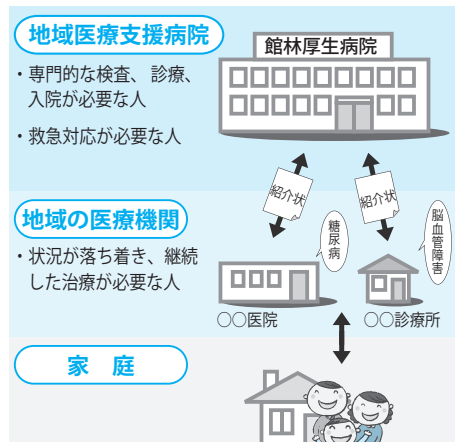 地域医療支援病院
館林厚生病院
・専門的な検査、診療、
入院が必要な人
・救急対応が必要な人
紹介状
紹介状
地域の医療機関
・状況が落ち着き、継続
した治療が必要な人
糖尿病
脳血管障害
○○医院
○○診療所
家庭